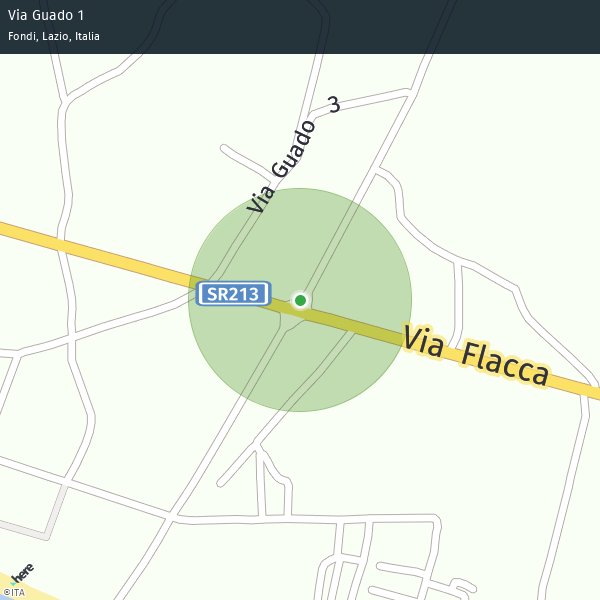 Via Guado 1
Fondi, Lazio, Italia
Via Guado 3
SR213
Via Flacca
here
©ITA